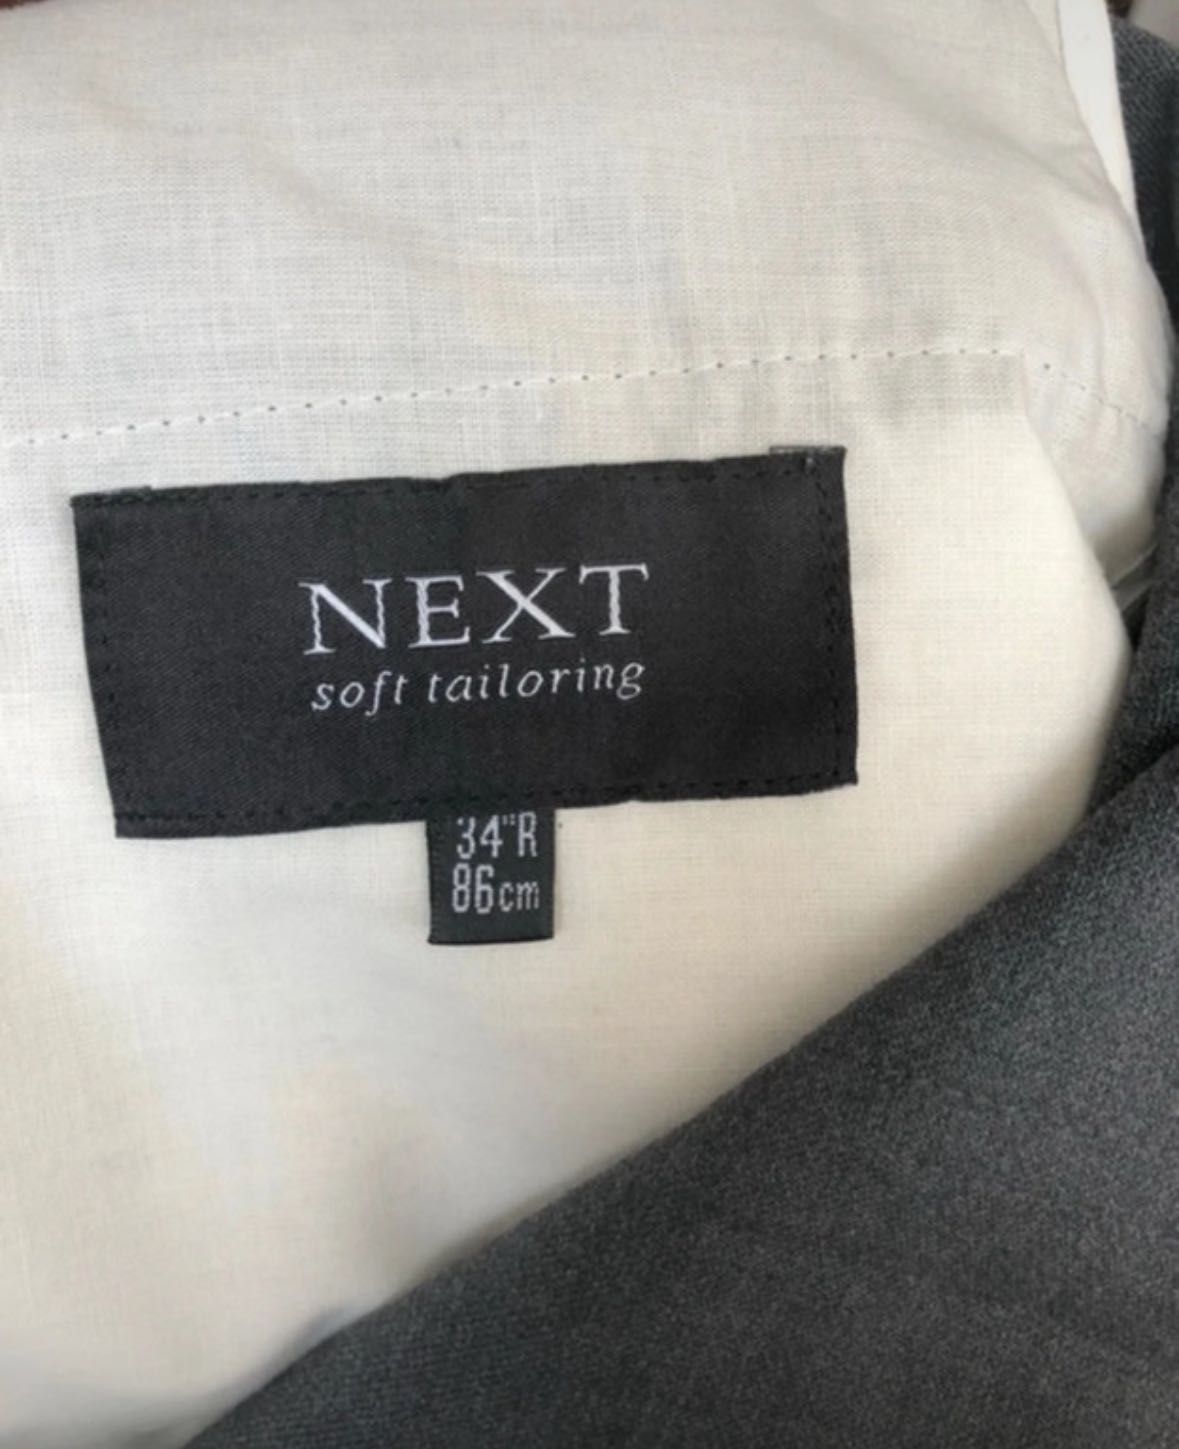 NEXT
soft tailoring
34"R
86cm